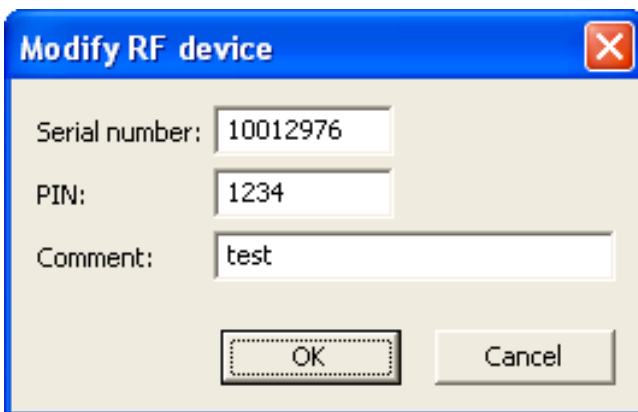 Modify RF device
Serial number: 10012976
PIN: 1234
Comment: test
OK Cancel